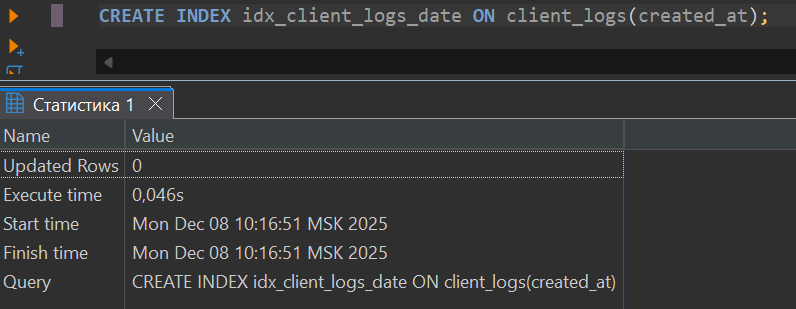 CREATE INDEX idx_client_logs_date ON client_logs(created_at);
Статистика 1
Name Value
Updated Rows 0
Execute time 0,046s
Start time Mon Dec 08 10:16:51 MSK 2025
Finish time Mon Dec 08 10:16:51 MSK 2025
Query CREATE INDEX idx_client_logs_date ON client_logs(created_at)